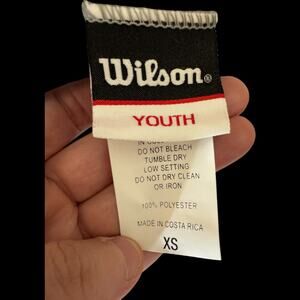 Wilson®
YOUTH
DO NOT BLEACH
TUMBLE DRY
LOW SETTING
DO NOT DRY CLEAN
OR IRON
100% POLYESTER
MADE IN COSTA RICA
XS